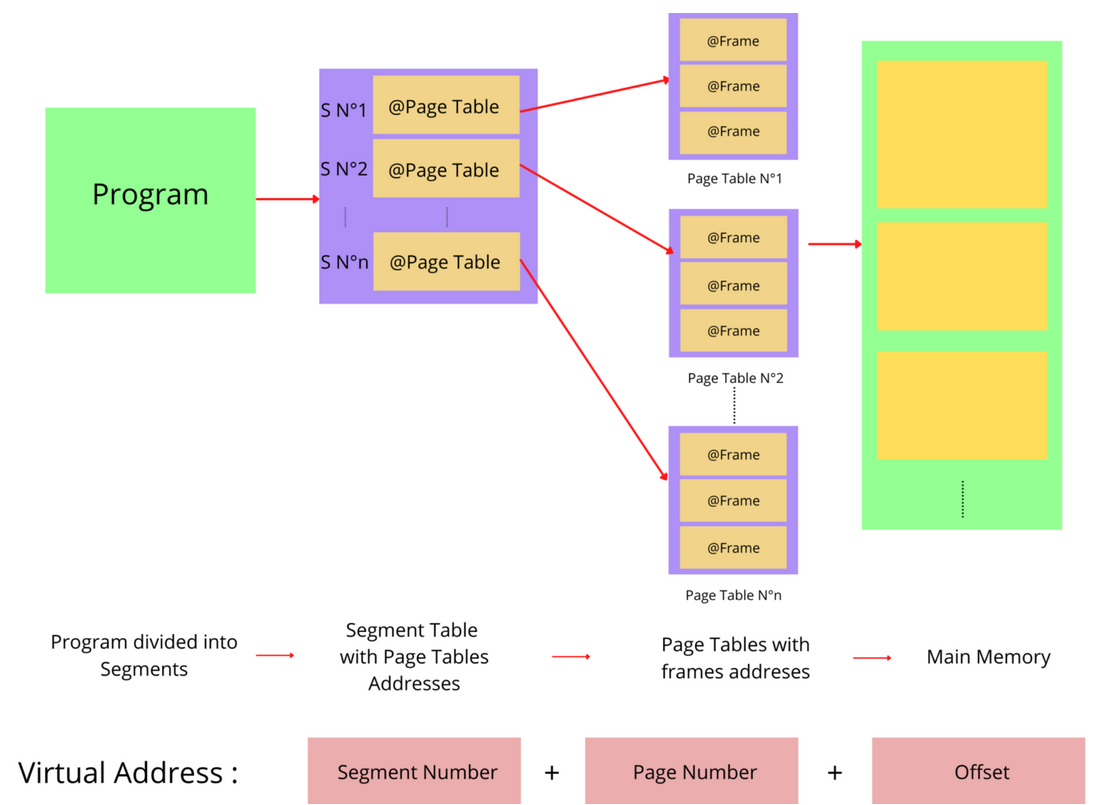 Program
S N°1
@Page Table
S N°2
@Page Table
S N°n
@Page Table
@Frame
@Frame
@Frame
Page Table N°1
@Frame
@Frame
@Frame
Page Table N°2
@Frame
@Frame
@Frame
Page Table N°n
Program divided into
Segments
Segment Table
with Page Tables
Addresses
Page Tables with
frames addreses
Main Memory
Virtual Address :
Segment Number
+
Page Number
+
Offset